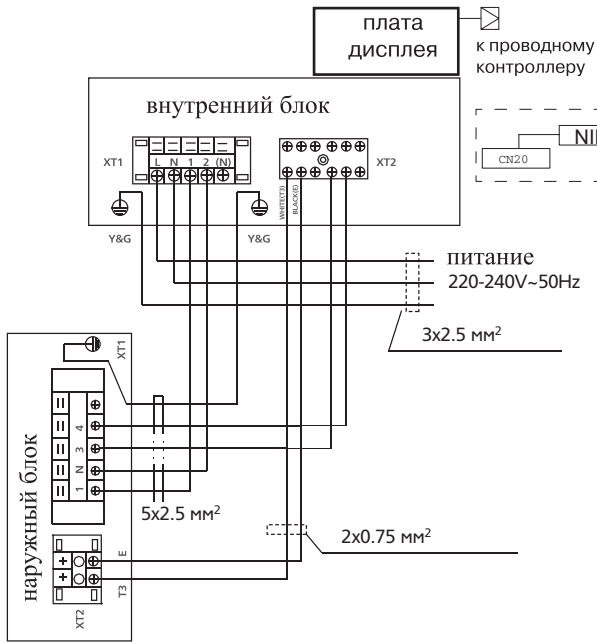 плата
дисплея
к проводному
контроллеру
внутренний блок
CN20
XT1
L N 1 2 (N)
XT2
WHITE(T3)
BLACK(E)
Y&G
Y&G
питание
220-240V~50Hz
3x2.5 мм²
XT1
наружный блок
4
3
N
1
5x2.5 мм²
2x0.75 мм²
E
T3
XT2